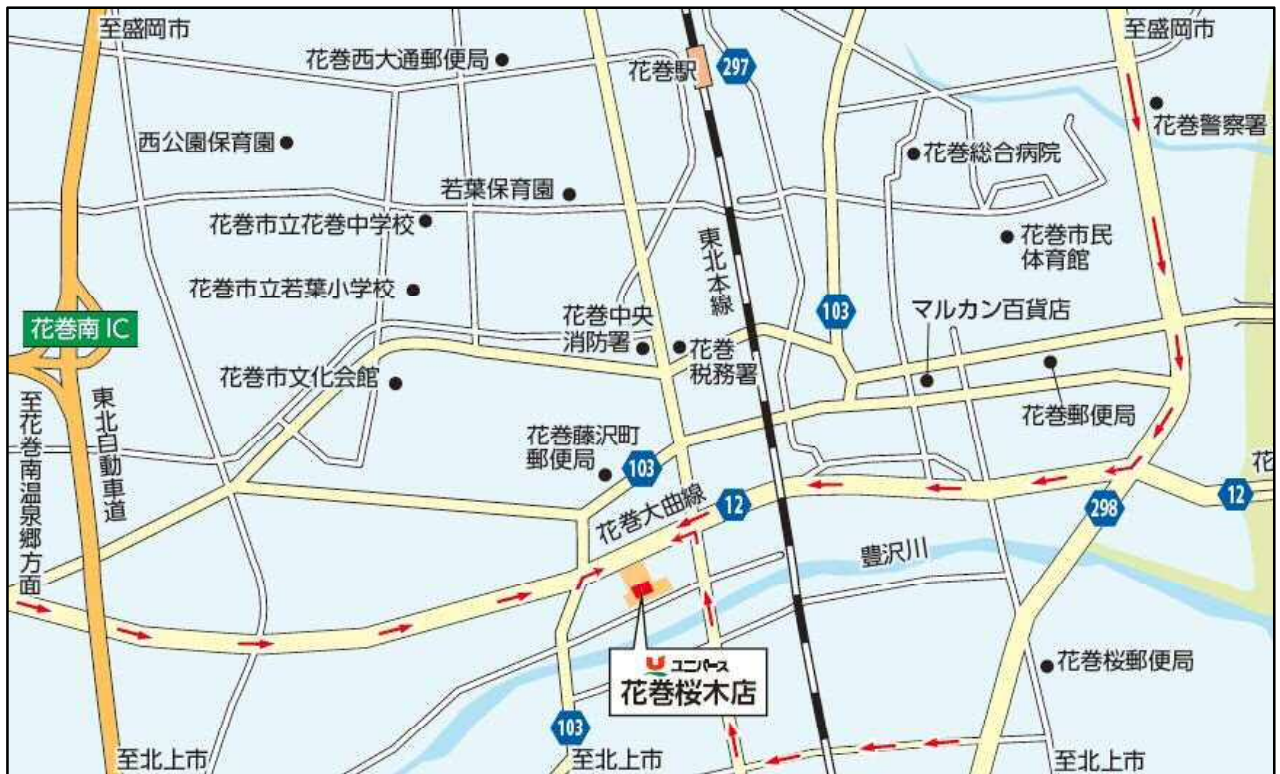 至盛岡市
至盛岡市
花巻西大通郵便局
花巻駅
297
花巻警察署
西公園保育園
花巻総合病院
若葉保育園
花巻市立花巻中学校
東北本線
花巻市民
体育館
花巻市立若葉小学校
花巻南IC
花巻中央
消防署
103
マルカン百貨店
花巻
税務署
花巻市文化会館
至花巻南温泉郷方面
東北自動車道
花巻郵便局
花巻藤沢町
郵便局
103
花巻大曲線
12
298
12
花
豊沢川
ユニバース
花巻桜木店
花巻桜郵便局
103
至北上市
至北上市
至北上市